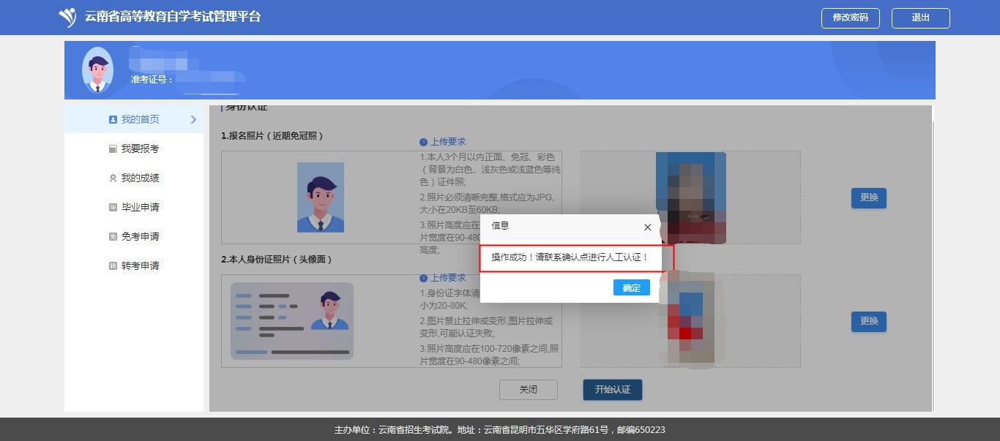 云南省高等教育自学考试管理平台
修改密码
退出
准考证号：
我的首页
我要报考
我的成绩
毕业申请
免考申请
转考申请
身份认证
1.报名照片（近期免冠照）
上传要求
1.本人3个月以内正面、免冠、彩色
（背景为白色、浅灰色或浅蓝色等纯
色）证件照;
2.照片必须清晰完整,格式应为JPG,
大小在20KB至60KB;
3.照片高度应在
片宽度在90-480
高度;
更换
信息
操作成功！请联系确认点进行人工认证！
确定
2.本人身份证照片（头像面）
上传要求
1.身份证字体清
小为20-80K;
2.图片禁止拉伸或变形,图片拉伸或
变形,可能认证失败;
3.照片高度应在100-720像素之间,照
片宽度在90-480像素之间;
更换
关闭
开始认证
主办单位：云南省招生考试院。地址：云南省昆明市五华区学府路61号，邮编650223